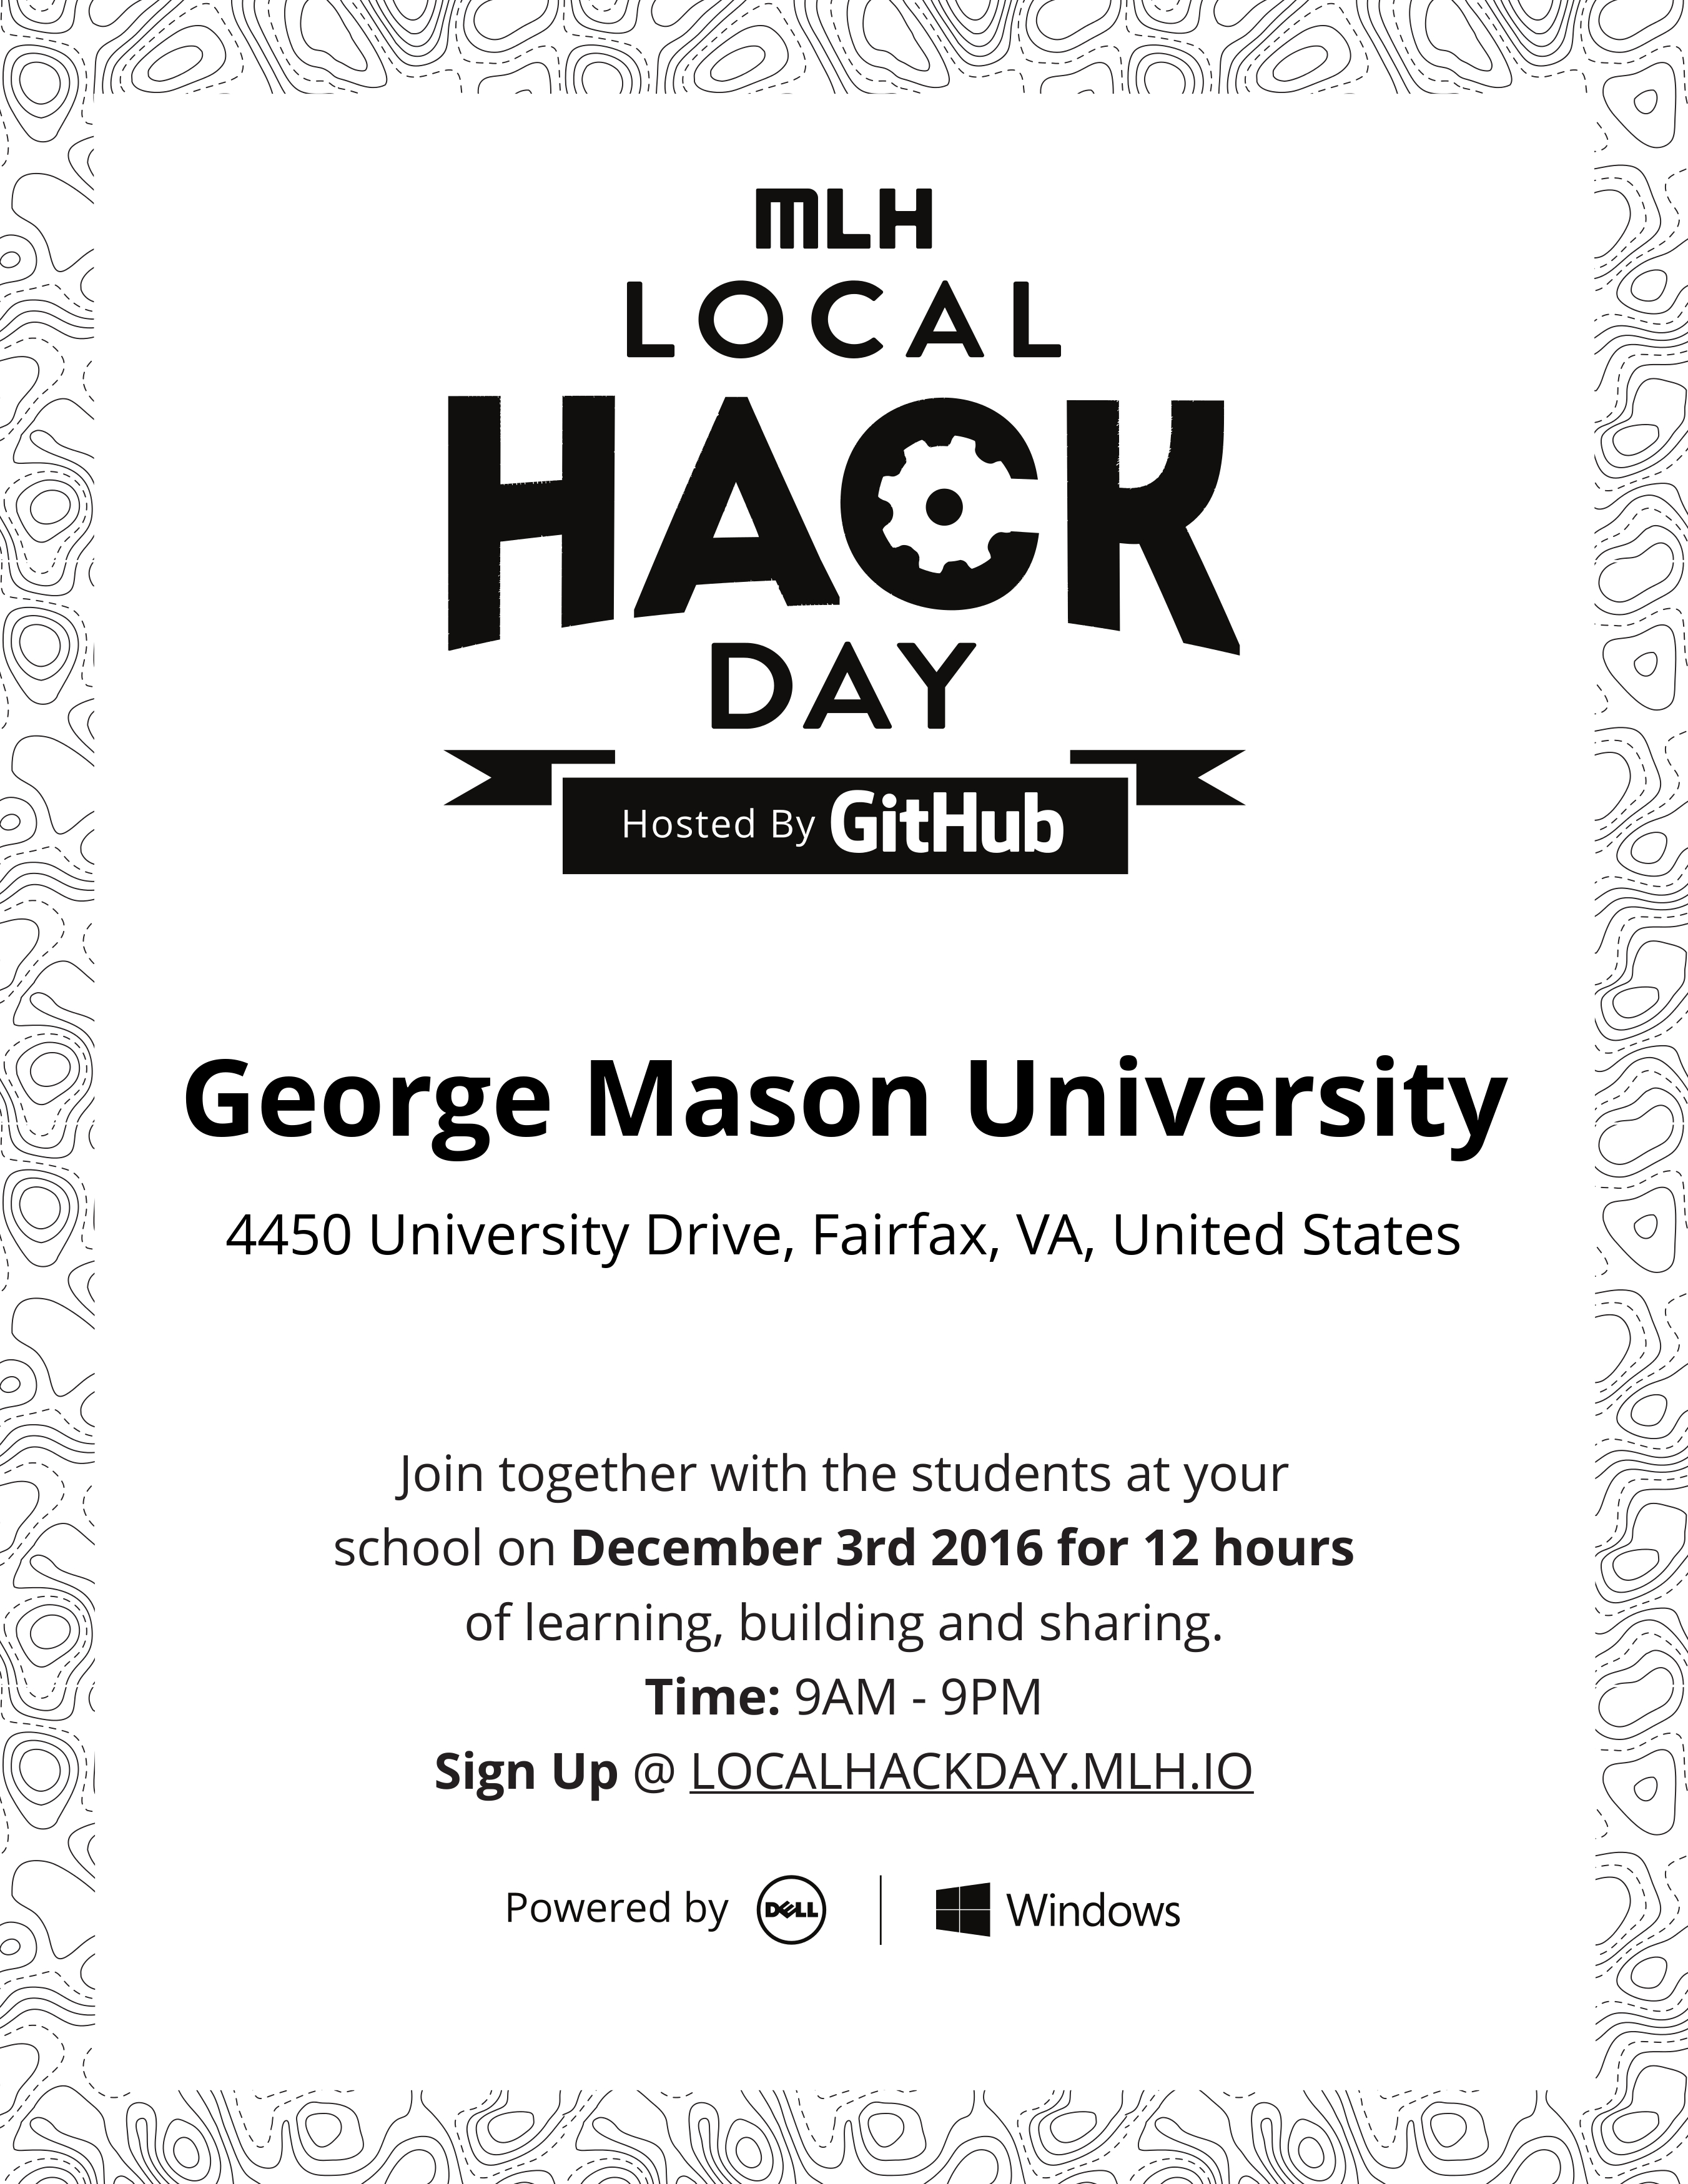 MLH
LOCAL
HACK
DAY
Hosted By GitHub
George Mason University
4450 University Drive, Fairfax, VA, United States
Join together with the students at your
school on December 3rd 2016 for 12 hours
of learning, building and sharing.
Time: 9AM - 9PM
Sign Up @ LOCALHACKDAY.MLH.IO
Powered by DELL | Windows